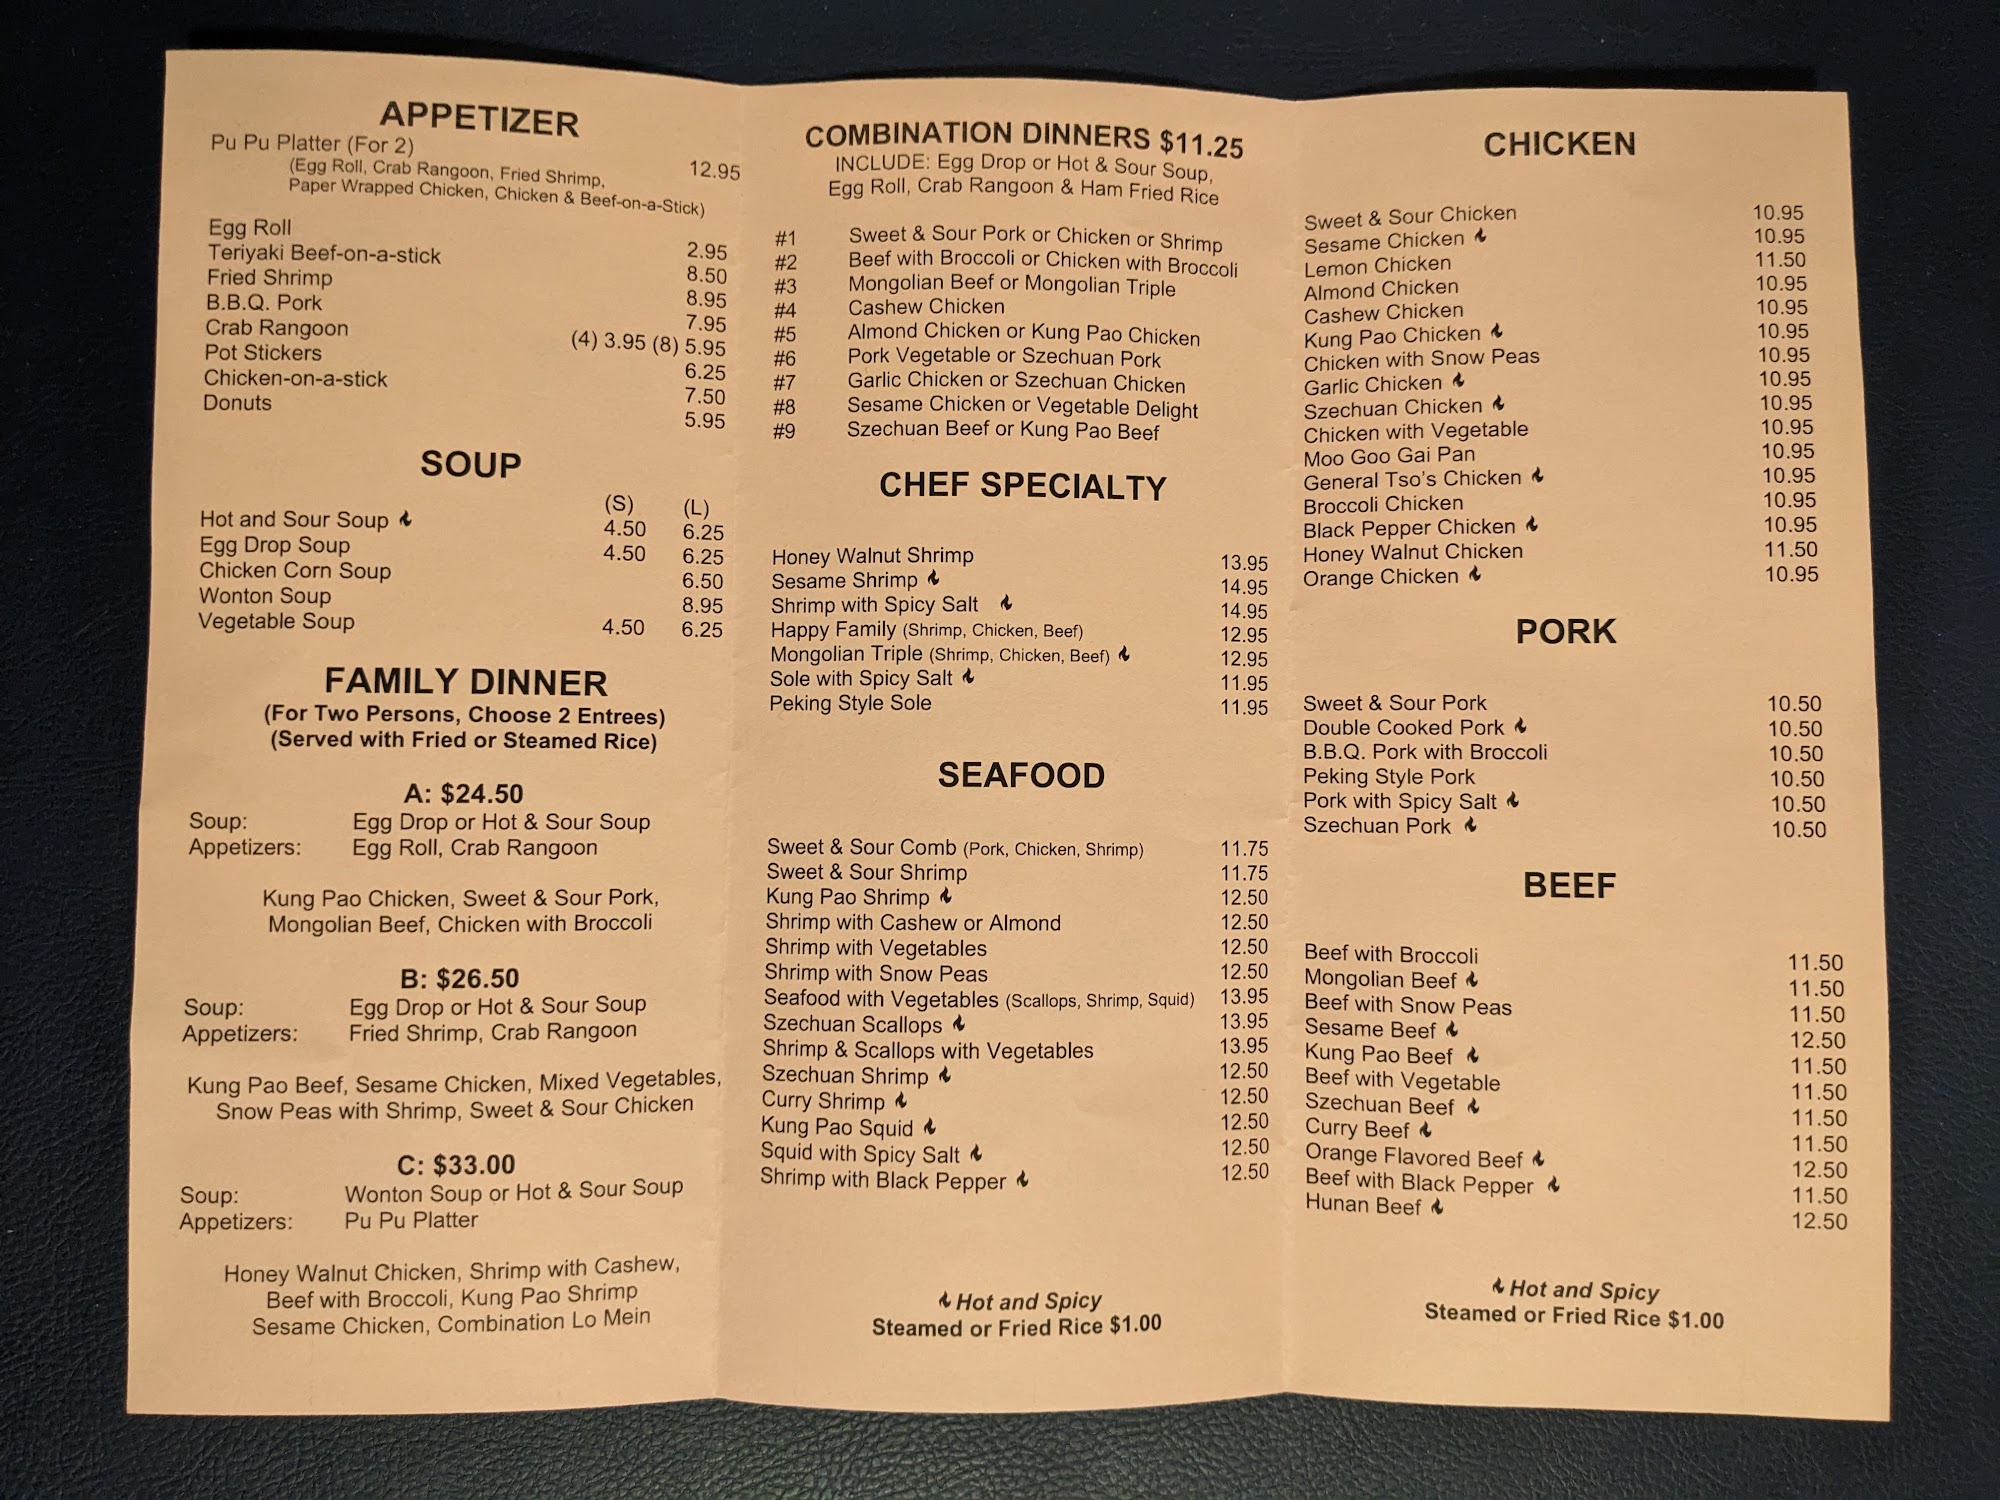 APPETIZER
Pu Pu Platter (For 2) 12.95
(Egg Roll, Crab Rangoon, Fried Shrimp,
Paper Wrapped Chicken, Chicken & Beef-on-a-Stick)
Egg Roll 2.95
Teriyaki Beef-on-a-stick 8.50
Fried Shrimp 8.95
B.B.Q. Pork 7.95
Crab Rangoon (4) 3.95 (8) 5.95
Pot Stickers 6.25
Chicken-on-a-stick 7.50
Donuts 5.95
SOUP
(S) (L)
Hot and Sour Soup 4.50 6.25
Egg Drop Soup 4.50 6.25
Chicken Corn Soup 6.50
Wonton Soup 8.95
Vegetable Soup 4.50 6.25
FAMILY DINNER
(For Two Persons, Choose 2 Entrees)
(Served with Fried or Steamed Rice)
A: $24.50
Soup: Egg Drop or Hot & Sour Soup
Appetizers: Egg Roll, Crab Rangoon
Kung Pao Chicken, Sweet & Sour Pork,
Mongolian Beef, Chicken with Broccoli
B: $26.50
Soup: Egg Drop or Hot & Sour Soup
Appetizers: Fried Shrimp, Crab Rangoon
Kung Pao Beef, Sesame Chicken, Mixed Vegetables,
Snow Peas with Shrimp, Sweet & Sour Chicken
C: $33.00
Soup: Wonton Soup or Hot & Sour Soup
Appetizers: Pu Pu Platter
Honey Walnut Chicken, Shrimp with Cashew,
Beef with Broccoli, Kung Pao Shrimp
Sesame Chicken, Combination Lo Mein
COMBINATION DINNERS $11.25
INCLUDE: Egg Drop or Hot & Sour Soup,
Egg Roll, Crab Rangoon & Ham Fried Rice
#1 Sweet & Sour Pork or Chicken or Shrimp
#2 Beef with Broccoli or Chicken with Broccoli
#3 Mongolian Beef or Mongolian Triple
#4 Cashew Chicken
#5 Almond Chicken or Kung Pao Chicken
#6 Pork Vegetable or Szechuan Pork
#7 Garlic Chicken or Szechuan Chicken
#8 Sesame Chicken or Vegetable Delight
#9 Szechuan Beef or Kung Pao Beef
CHEF SPECIALTY
Honey Walnut Shrimp 13.95
Sesame Shrimp 14.95
Shrimp with Spicy Salt 14.95
Happy Family (Shrimp, Chicken, Beef) 12.95
Mongolian Triple (Shrimp, Chicken, Beef) 12.95
Sole with Spicy Salt 11.95
Peking Style Sole 11.95
SEAFOOD
Sweet & Sour Comb (Pork, Chicken, Shrimp) 11.75
Sweet & Sour Shrimp 11.75
Kung Pao Shrimp 12.50
Shrimp with Cashew or Almond 12.50
Shrimp with Vegetables 12.50
Shrimp with Snow Peas 12.50
Seafood with Vegetables (Scallops, Shrimp, Squid) 13.95
Szechuan Scallops 13.95
Shrimp & Scallops with Vegetables 13.95
Szechuan Shrimp 12.50
Curry Shrimp 12.50
Kung Pao Squid 12.50
Squid with Spicy Salt 12.50
Shrimp with Black Pepper 12.50
Hot and Spicy
Steamed or Fried Rice $1.00
CHICKEN
Sweet & Sour Chicken 10.95
Sesame Chicken 10.95
Lemon Chicken 11.50
Almond Chicken 10.95
Cashew Chicken 10.95
Kung Pao Chicken 10.95
Chicken with Snow Peas 10.95
Garlic Chicken 10.95
Szechuan Chicken 10.95
Chicken with Vegetable 10.95
Moo Goo Gai Pan 10.95
General Tso's Chicken 10.95
Broccoli Chicken 10.95
Black Pepper Chicken 10.95
Honey Walnut Chicken 11.50
Orange Chicken 10.95
PORK
Sweet & Sour Pork 10.50
Double Cooked Pork 10.50
B.B.Q. Pork with Broccoli 10.50
Peking Style Pork 10.50
Pork with Spicy Salt 10.50
Szechuan Pork 10.50
BEEF
Beef with Broccoli 11.50
Mongolian Beef 11.50
Beef with Snow Peas 11.50
Sesame Beef 12.50
Kung Pao Beef 11.50
Beef with Vegetable 11.50
Szechuan Beef 11.50
Curry Beef 11.50
Orange Flavored Beef 12.50
Beef with Black Pepper 11.50
Hunan Beef 12.50
Hot and Spicy
Steamed or Fried Rice $1.00